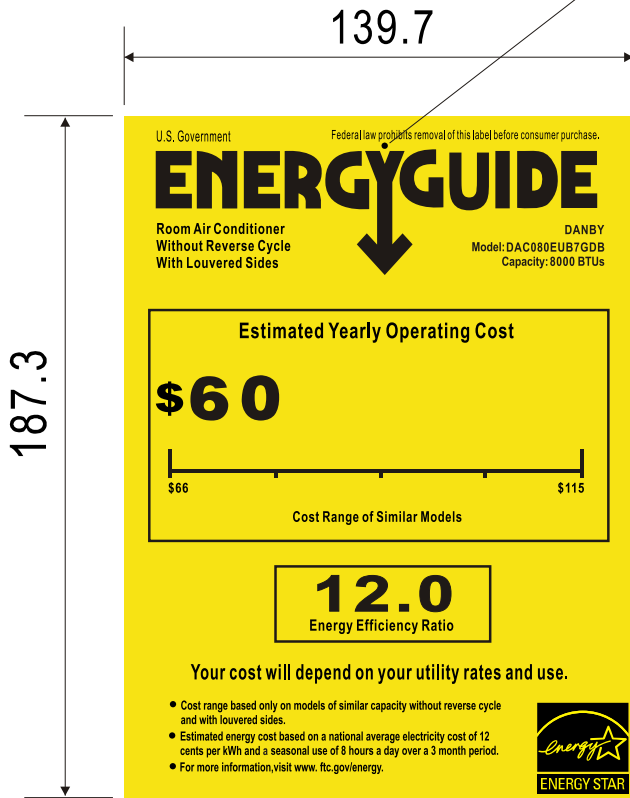 139.7
187.3
U.S. Government
Federal law prohibits removal of this label before consumer purchase.
ENERGYGUIDE
Room Air Conditioner
Without Reverse Cycle
With Louvered Sides
DANBY
Model:DAC080EUB7GDB
Capacity:8000 BTUs
Estimated Yearly Operating Cost
$60
$66
$115
Cost Range of Similar Models
12.0
Energy Efficiency Ratio
Your cost will depend on your utility rates and use.
● Cost range based only on models of similar capacity without reverse cycle
and with louvered sides.
● Estimated energy cost based on a national average electricity cost of 12
cents per kWh and a seasonal use of 8 hours a day over a 3 month period.
● For more information,visit www. ftc.gov/energy.
energy
ENERGY STAR